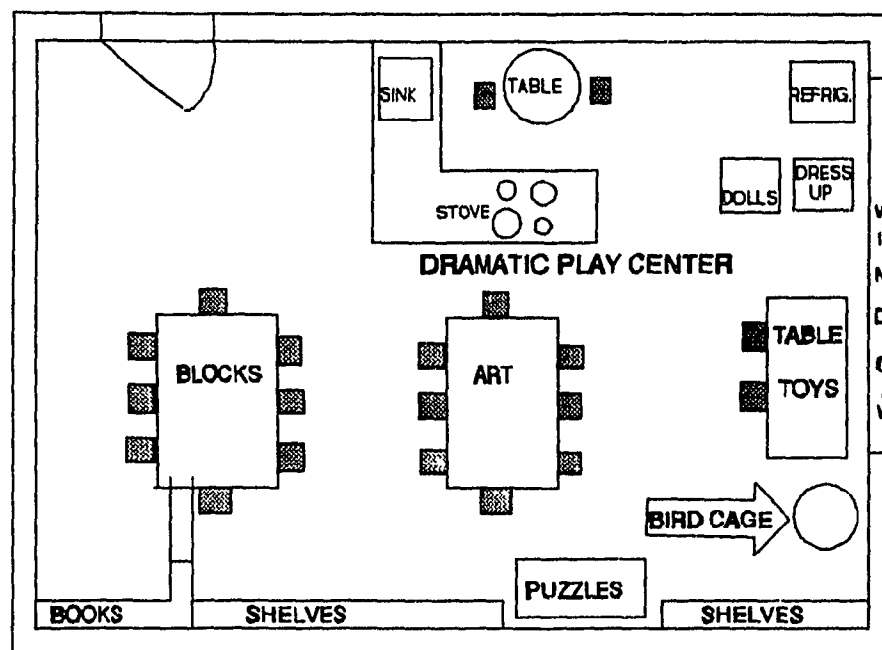 SINK
TABLE
REFRIG.
DOLLS
DRESS
UP
STOVE
DRAMATIC PLAY CENTER
BLOCKS
ART
TABLE
TOYS
BIRD CAGE
PUZZLES
BOOKS
SHELVES
SHELVES